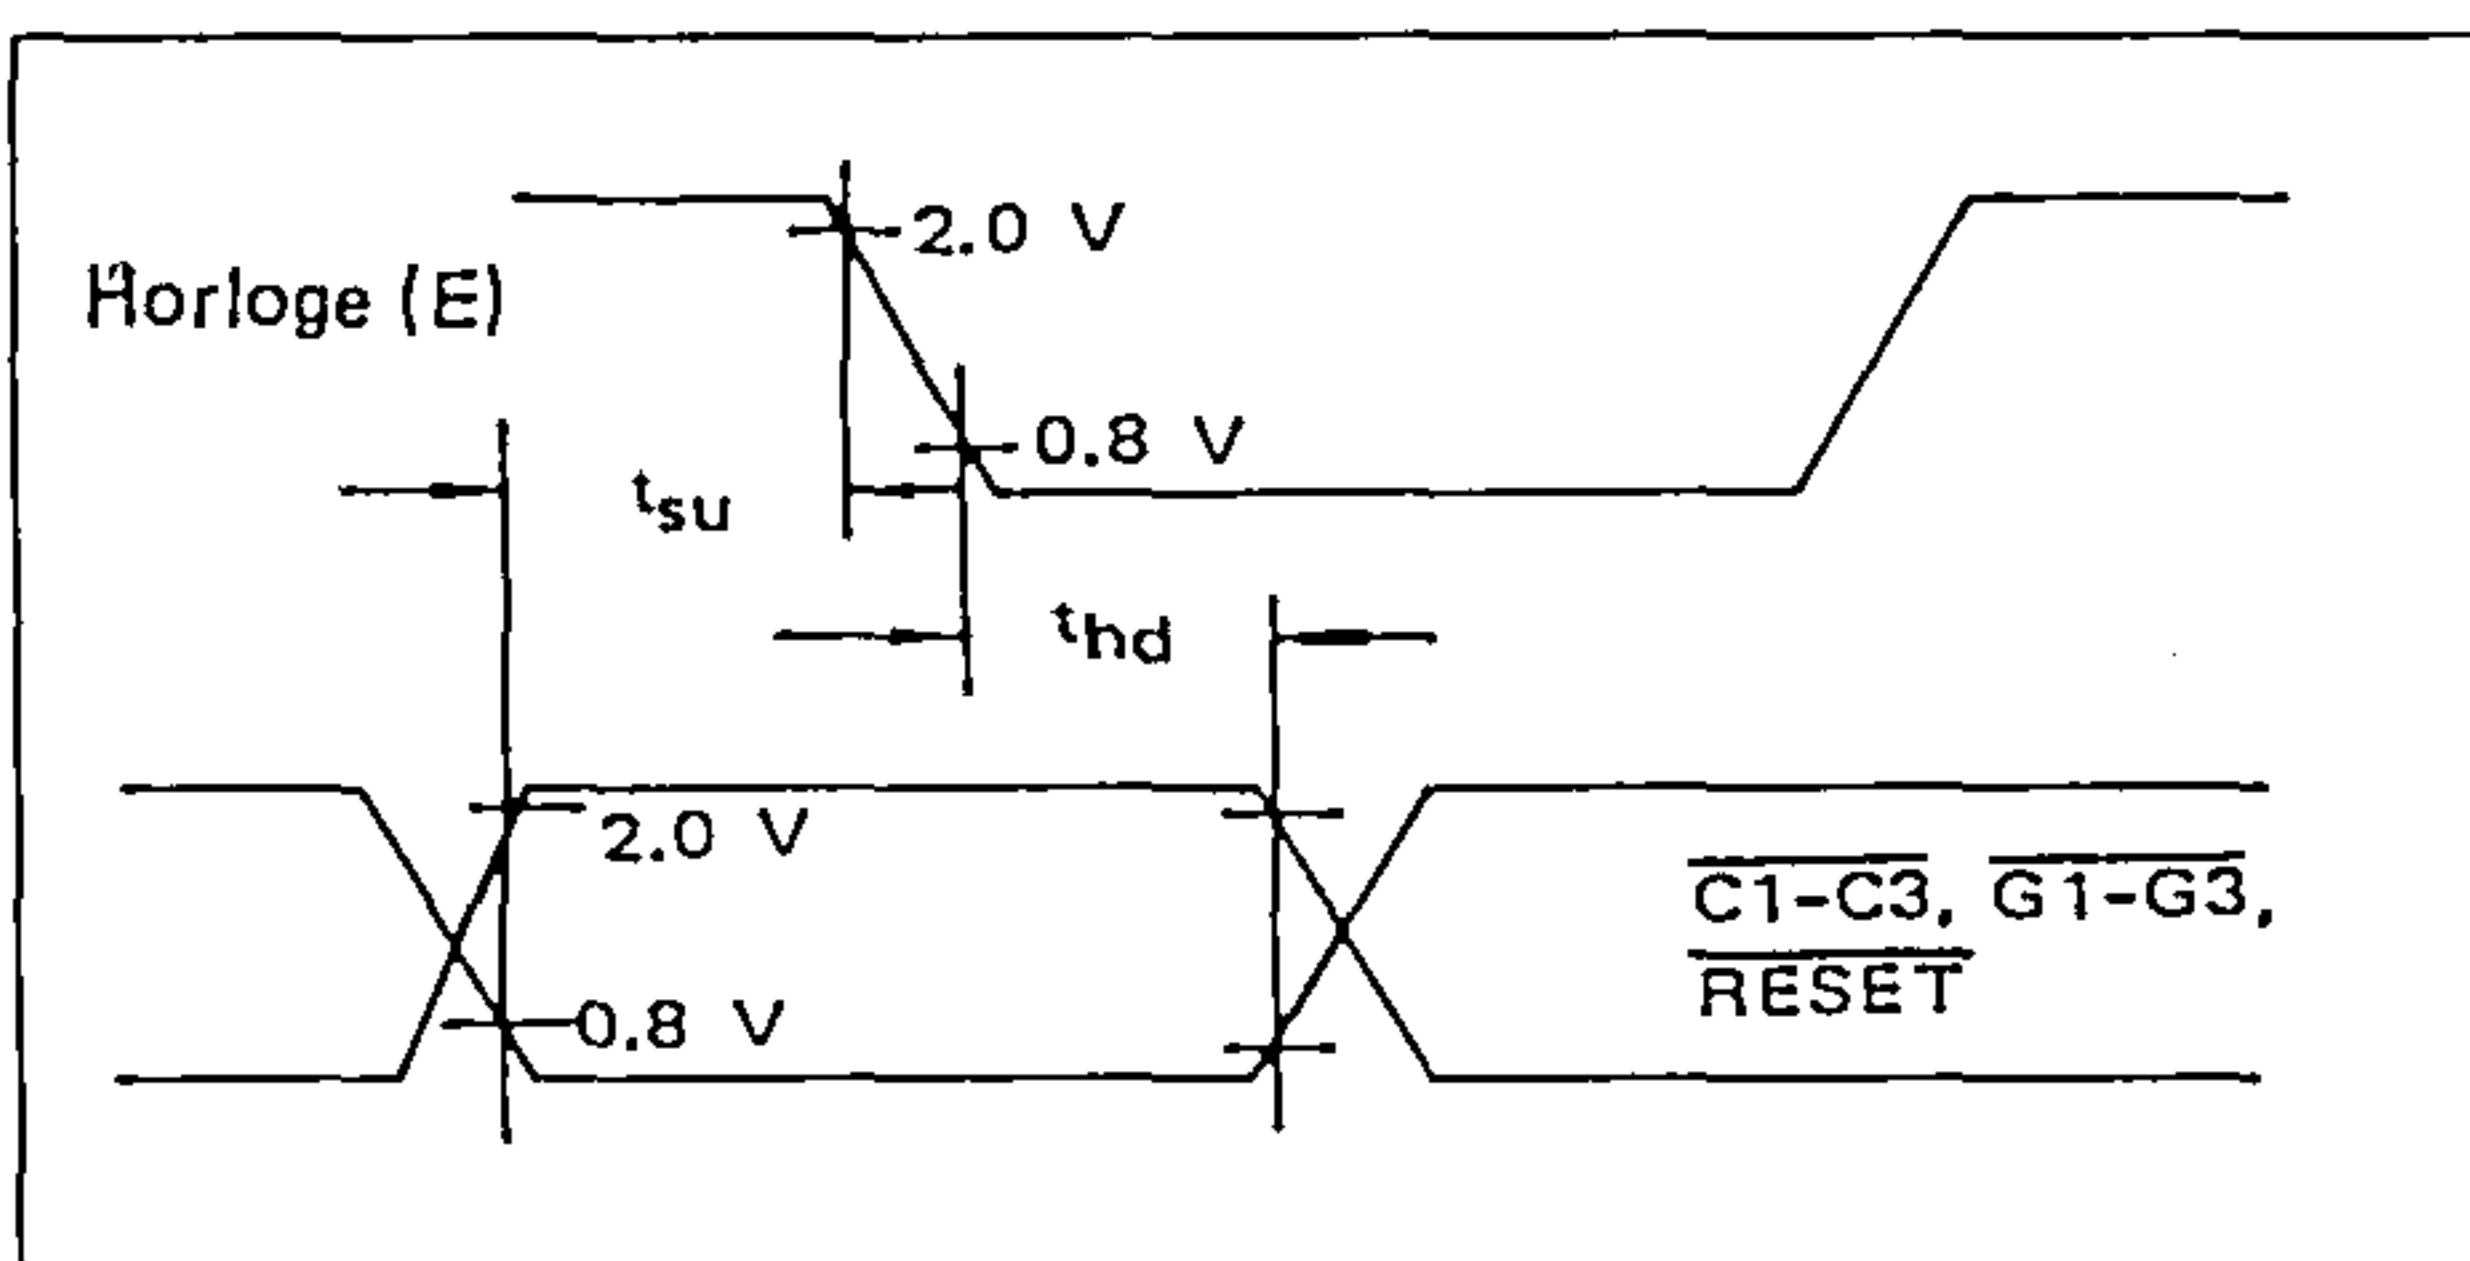 2.0 V
Horloge (E)
0.8 V
tsu
thd
2.0 V
C1-C3, G1-G3,
RESET
0.8 V